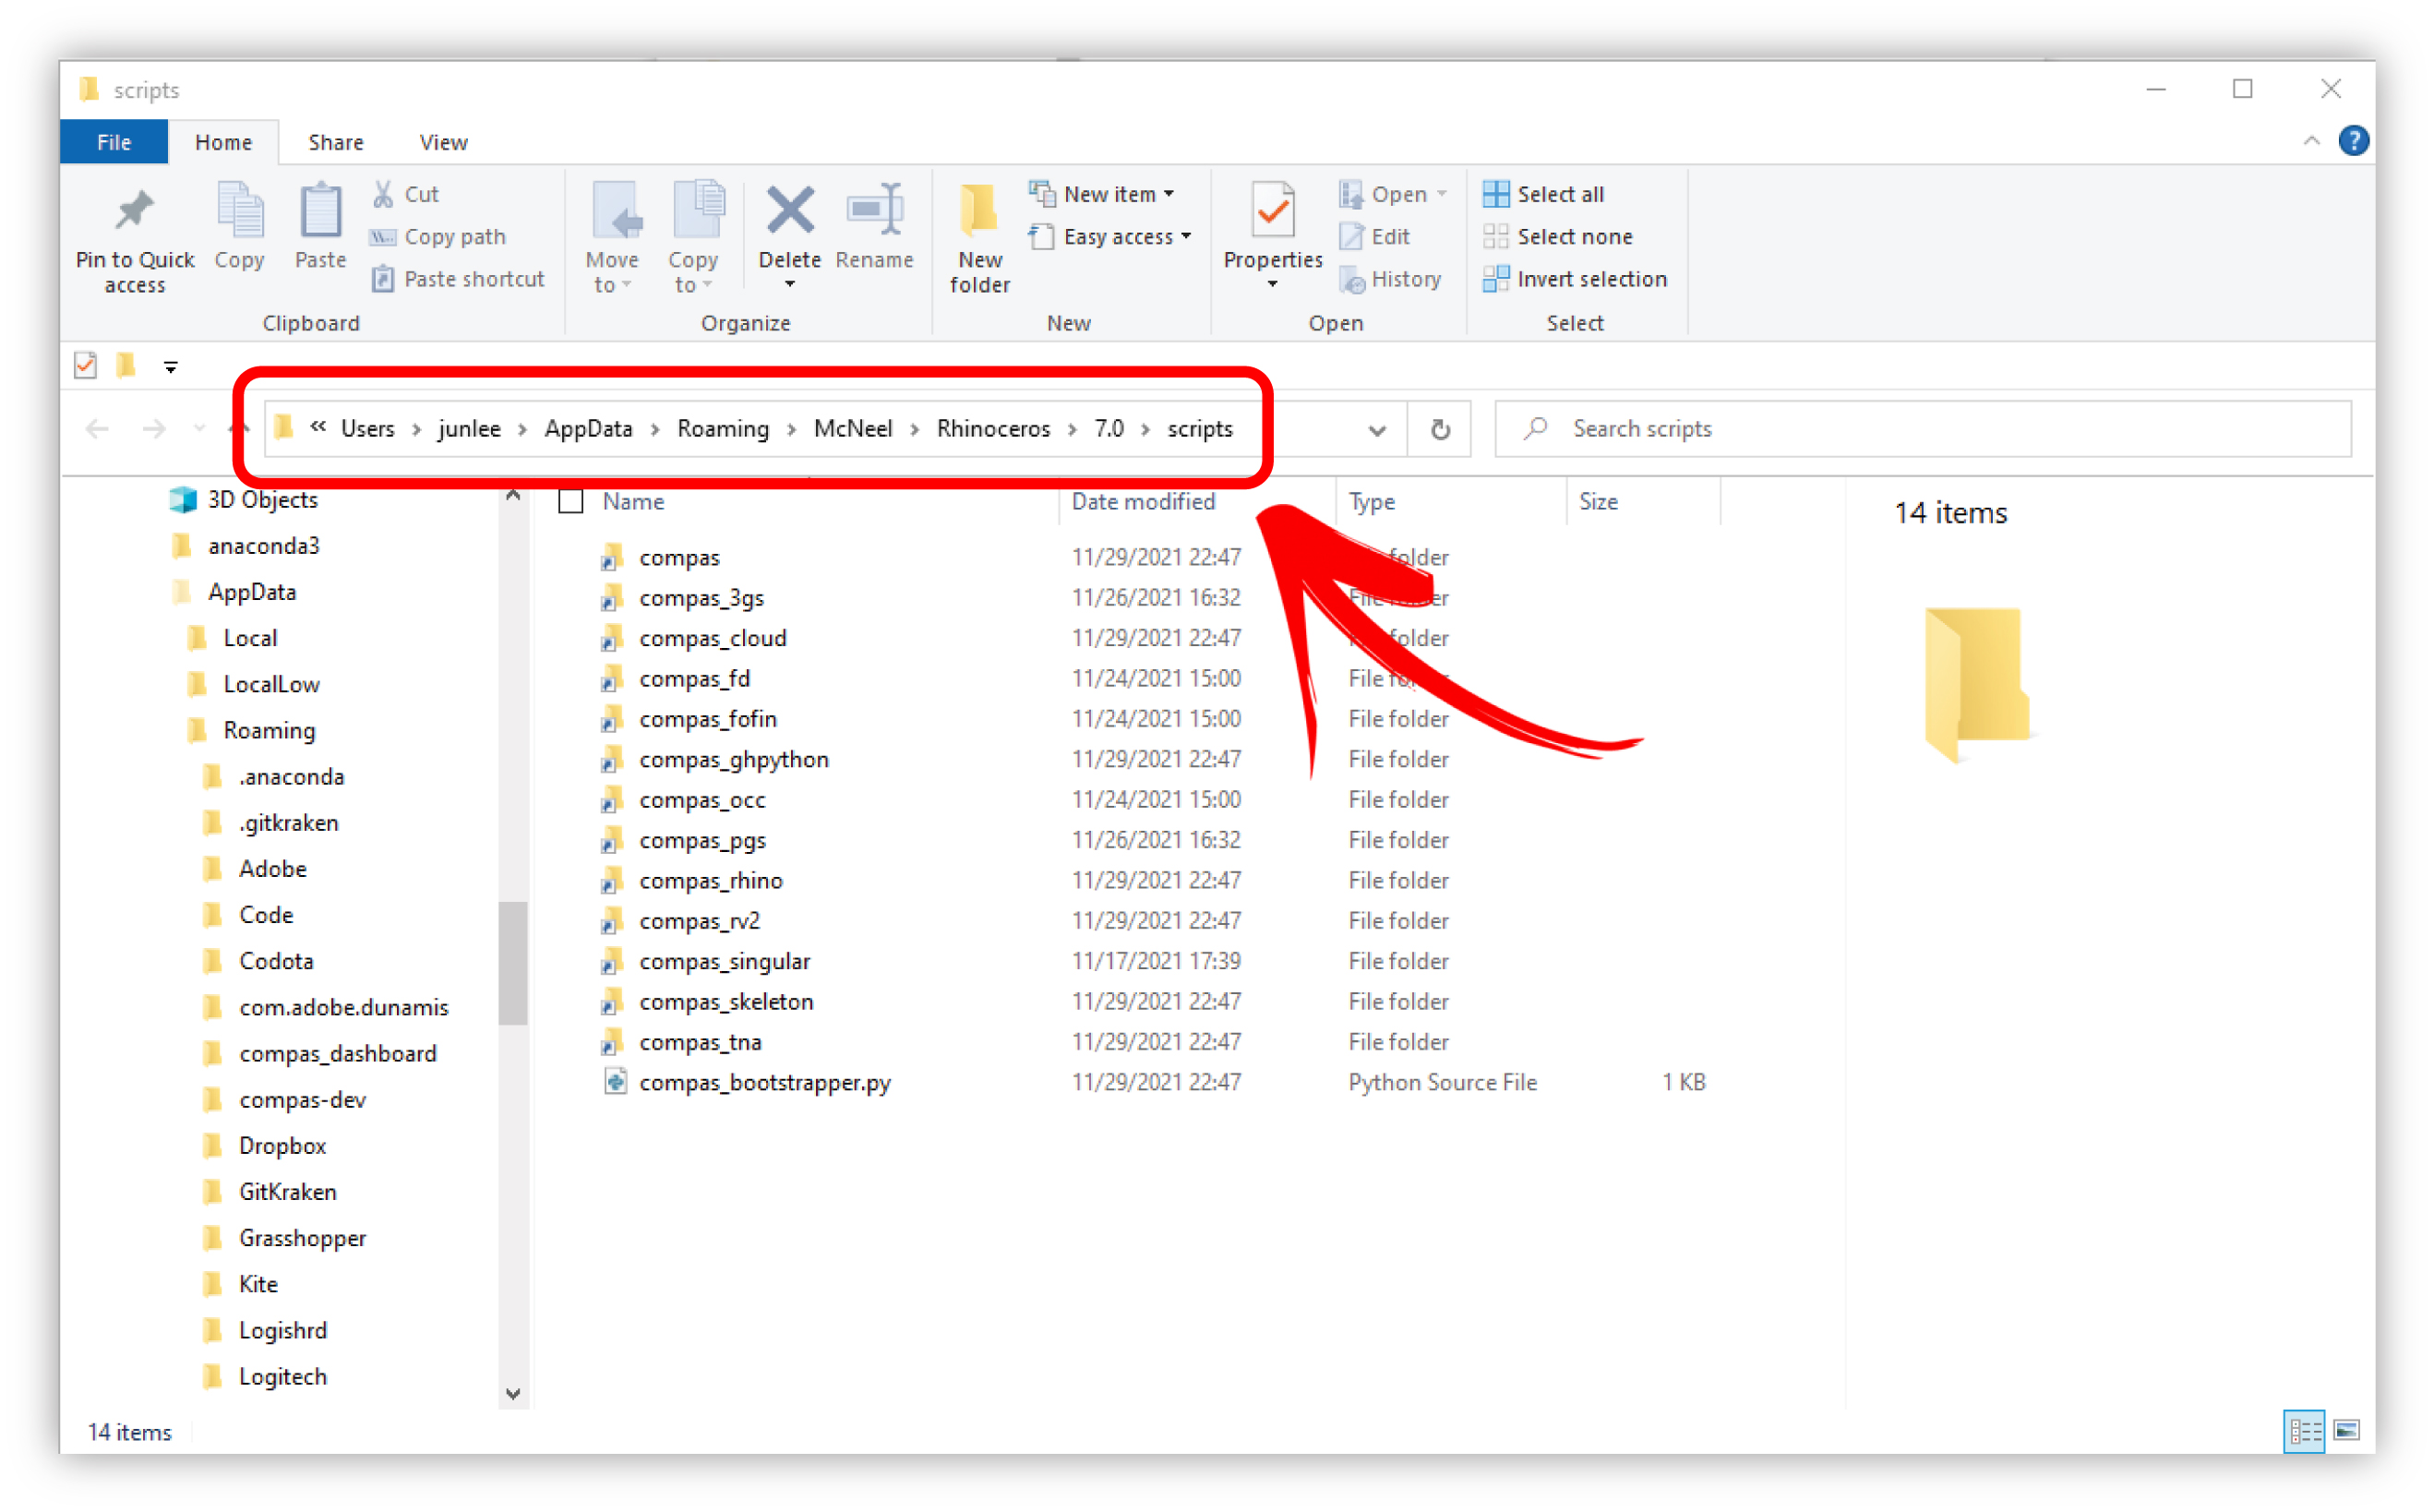 scripts
File Home Share View
Pin to Quick access
Copy
Paste
Cut
Copy path
Paste shortcut
Clipboard
Move to
Copy to
Delete
Rename
Organize
New folder
New item
Easy access
New
Properties
Open
Edit
History
Open
Select all
Select none
Invert selection
Select
« Users > junlee > AppData > Roaming > McNeel > Rhinoceros > 7.0 > scripts
Search scripts
3D Objects
anaconda3
AppData
Local
LocalLow
Roaming
.anaconda
.gitkraken
Adobe
Code
Codota
com.adobe.dunamis
compas_dashboard
compas-dev
Dropbox
GitKraken
Grasshopper
Kite
Logishrd
Logitech
Name Date modified Type Size
compas 11/29/2021 22:47 folder
compas_3gs 11/26/2021 16:32 File
compas_cloud 11/29/2021 22:47 folder
compas_fd 11/24/2021 15:00 File
compas_fofin 11/24/2021 15:00 File folder
compas_ghpython 11/29/2021 22:47 File folder
compas_occ 11/24/2021 15:00 File folder
compas_pgs 11/26/2021 16:32 File folder
compas_rhino 11/29/2021 22:47 File folder
compas_rv2 11/29/2021 22:47 File folder
compas_singular 11/17/2021 17:39 File folder
compas_skeleton 11/29/2021 22:47 File folder
compas_tna 11/29/2021 22:47 File folder
compas_bootstrapper.py 11/29/2021 22:47 Python Source File 1 KB
14 items
14 items